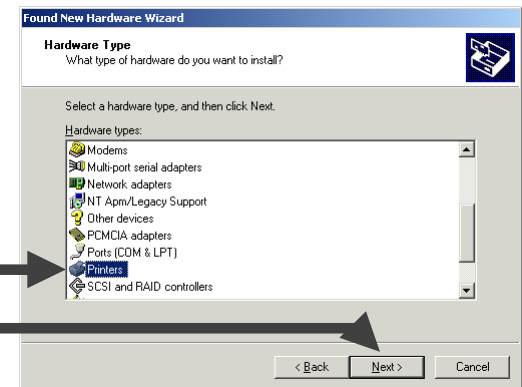 Found New Hardware Wizard
Hardware Type
What type of hardware do you want to install?
Select a hardware type, and then click Next.
Hardware types:
Modems
Multi-port serial adapters
Network adapters
NT Apm/Legacy Support
Other devices
PCMCIA adapters
Ports (COM & LPT)
Printers
SCSI and RAID controllers
< Back Next > Cancel